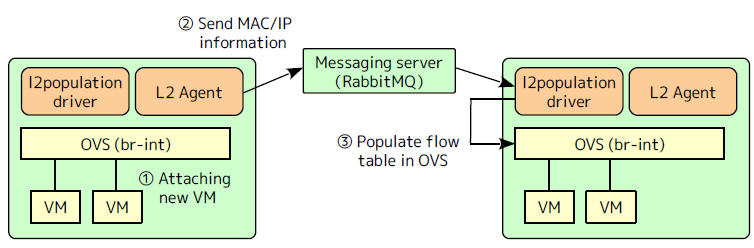 ② Send MAC/IP
information
Messaging server
(RabbitMQ)
l2population
driver
L2 Agent
OVS (br-int)
① Attaching
new VM
VM
VM
③ Populate flow
table in OVS
l2population
driver
L2 Agent
OVS (br-int)
VM
VM